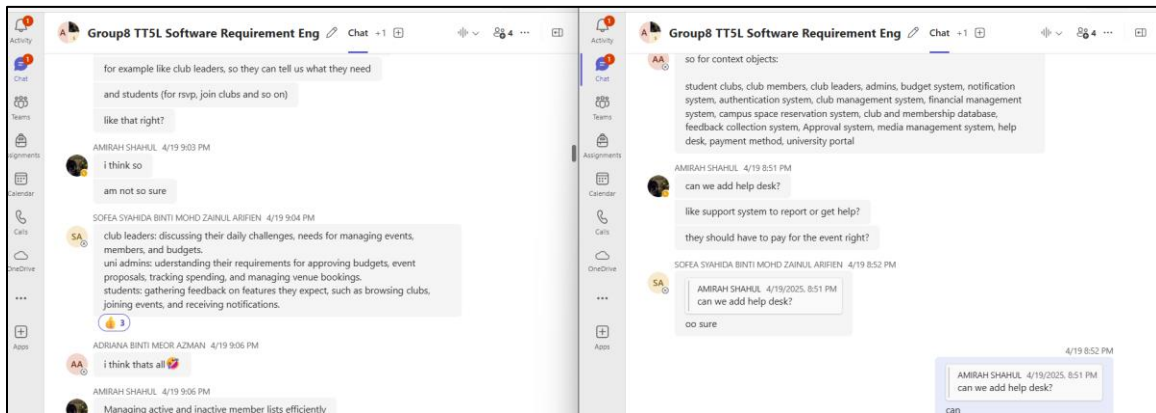 Activity
Chat
Teams
Assignments
Calendar
Calls
OneDrive
Apps
Group8 TT5L Software Requirement Eng
Chat +1
4
for example like club leaders, so they can tell us what they need
and students (for rsvp, join clubs and so on)
like that right?
AMIRAH SHAHUL 4/19 9:03 PM
i think so
am not so sure
SOFEA SYAHIDA BINTI MOHD ZAINUL ARIFIEN 4/19 9:04 PM
SA
club leaders: discussing their daily challenges, needs for managing events,
members, and budgets.
uni admins: uderstanding their requirements for approving budgets, event
proposals, tracking spending, and managing venue bookings.
students: gathering feedback on features they expect, such as browsing clubs,
joining events, and receiving notifications.
👍 3
ADRIANA BINTI MEOR AZMAN 4/19 9:06 PM
AA
i think thats all🤣
AMIRAH SHAHUL 4/19 9:06 PM
Managing active and inactive member lists efficiently
Activity
Chat
Teams
Assignments
Calendar
Calls
OneDrive
Apps
Group8 TT5L Software Requirement Eng
Chat +1
4
AA
so for context objects:
student clubs, club members, club leaders, admins, budget system, notification
system, authentication system, club management system, financial management
system, campus space reservation system, club and membership database,
feedback collection system, Approval system, media management system, help
desk, payment method, university portal
AMIRAH SHAHUL 4/19 8:51 PM
can we add help desk?
like support system to report or get help?
they should have to pay for the event right?
SOFEA SYAHIDA BINTI MOHD ZAINUL ARIFIEN 4/19 8:52 PM
SA
AMIRAH SHAHUL 4/19/2025, 8:51 PM
can we add help desk?
oo sure
4/19 8:52 PM
AMIRAH SHAHUL 4/19/2025, 8:51 PM
can we add help desk?
can